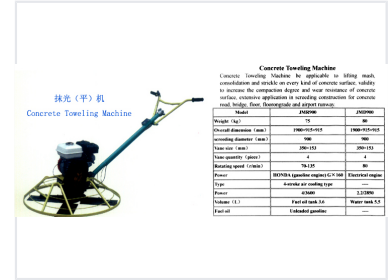 抹光（平）机
Concrete Toweling Machine
Concrete Toweling Machine
Concrete Toweling Machine be applicable to lifting mash,
consolidation and strickle on every kind of concrete surface, validity
to increase the compaction degree and wear resistance of concrete
surface, extensive application in screeding construction for concrete
road, bridge, floor, floorongtrade and airport runway.
Model JMH900 JMD900
Weight (kg) 75 80
Overall dimension (mm) 1900×915×915 1900×915×915
screeding diameter (mm) 900 900
Vane size (mm) 350×153 350×153
Vane quantity (piece) 4 4
Rotating speed (r/min) 70-135 80
Power HONDA (gasoline engine) G×160 Electrical engine
Type 4-stroke air cooling type ----
Power 4/3600 2.2/2850
Volume (L) Fuel oil tank 3.6 Water tank 5.5
Fuel oil Unleaded gasoline ----